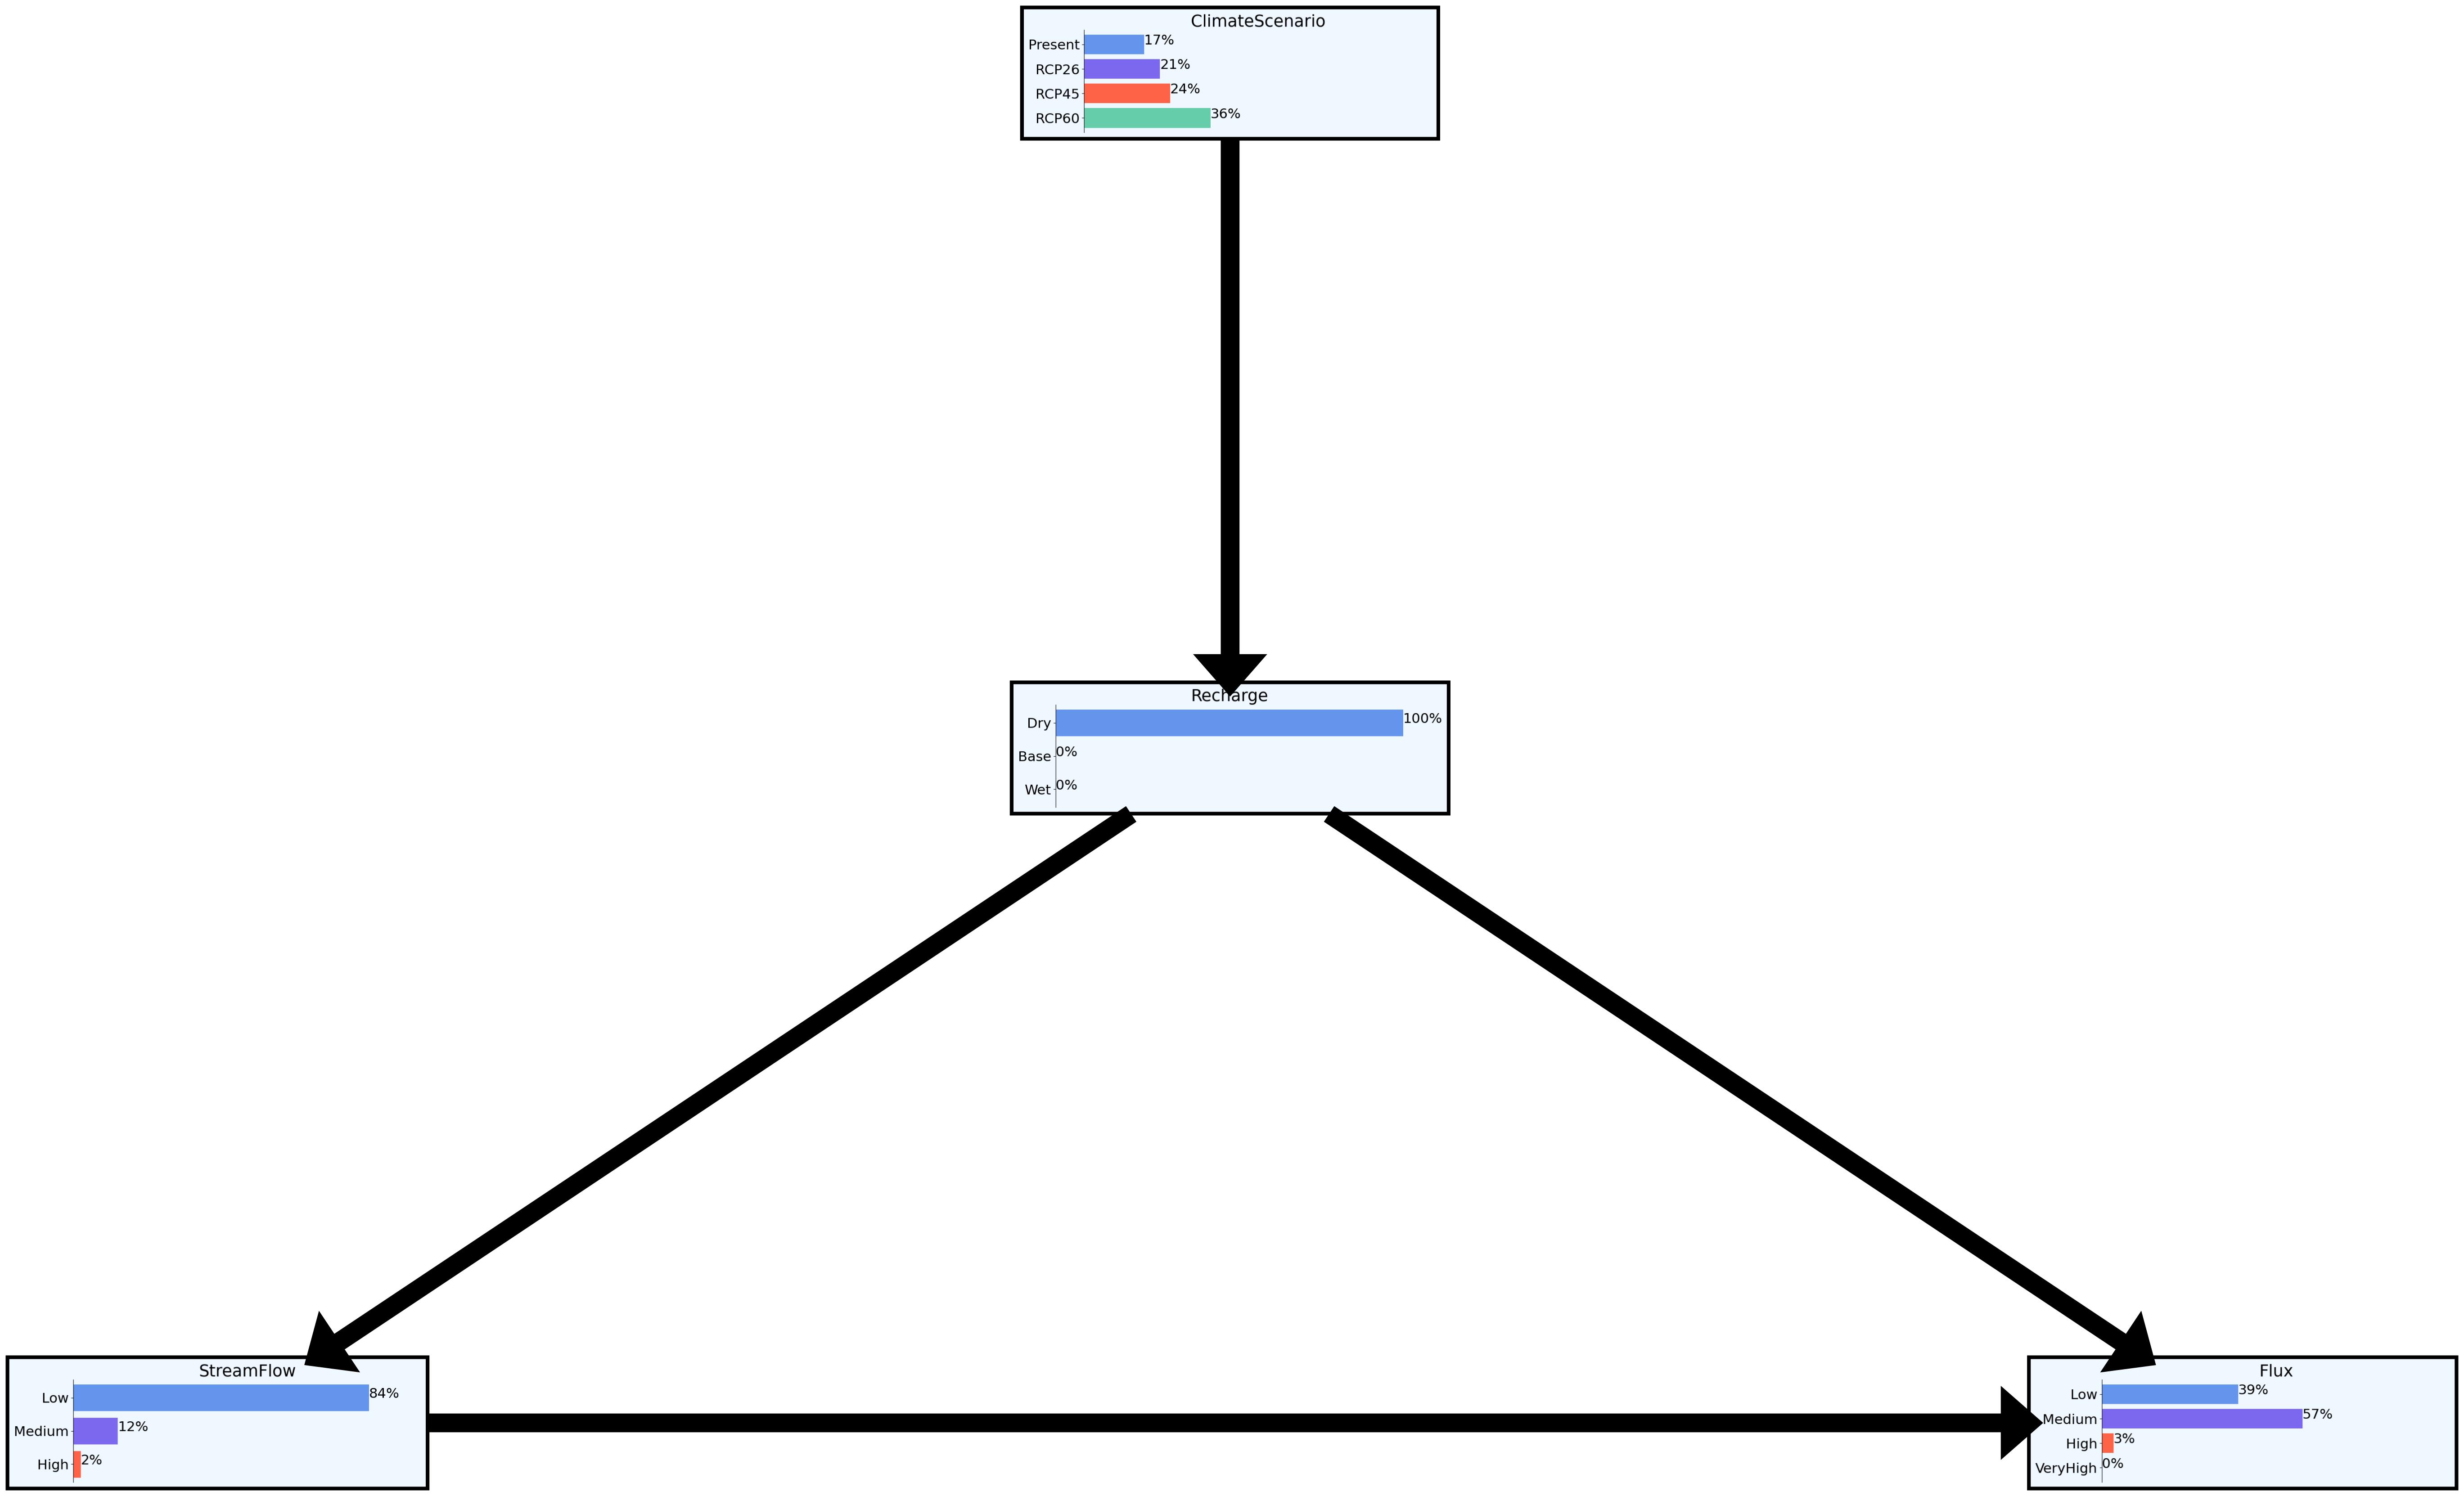 ClimateScenario
Present 17%
RCP26 21%
RCP45 24%
RCP60 36%
Recharge
Dry 100%
Base 0%
Wet 0%
StreamFlow
Low 84%
Medium 12%
High 2%
Flux
Low 39%
Medium 57%
High 3%
VeryHigh 0%